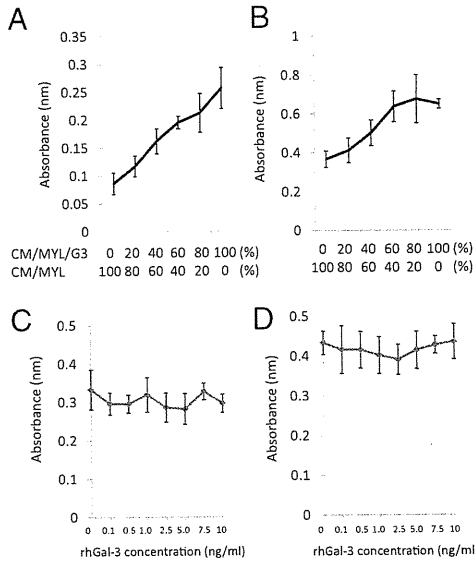 A
Absorbance (nm)
0.35
0.3
0.25
0.2
0.15
0.1
0.05
0
B
Absorbance (nm)
1
0.8
0.6
0.4
0.2
0
CM/MYL/G3 0 20 40 60 80 100 (%)
CM/MYL 100 80 60 40 20 0 (%)
0 20 40 60 80 100 (%)
100 80 60 40 20 0 (%)
C
Absorbance (nm)
0.5
0.4
0.3
0.2
0.1
0
0 0.1 0.5 1.0 2.5 5.0 7.5 10
rhGal-3 concentration (ng/ml)
D
Absorbance (nm)
0.5
0.4
0.3
0.2
0.1
0
0 0.1 0.5 1.0 2.5 5.0 7.5 10
rhGal-3 concentration (ng/ml)